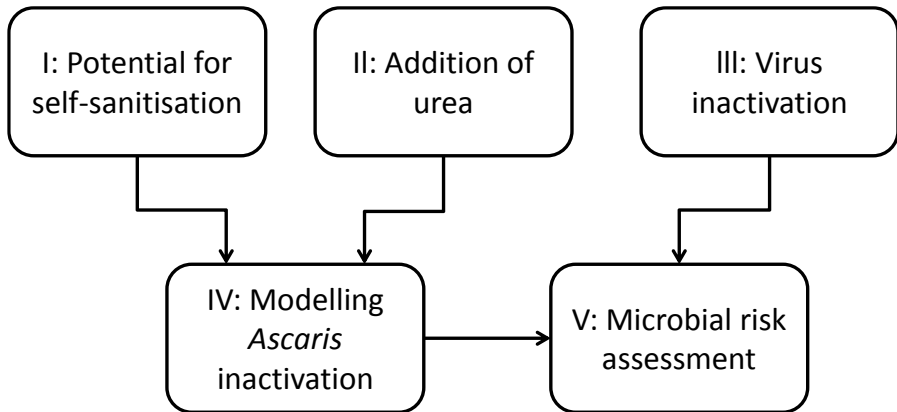 I: Potential for
self-sanitisation
II: Addition of
urea
III: Virus
inactivation
IV: Modelling
Ascaris
inactivation
V: Microbial risk
assessment